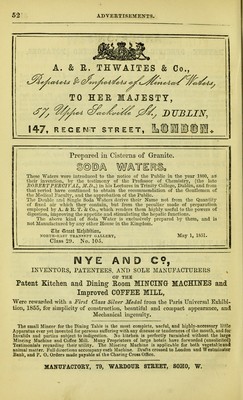 52 ADVERTISEMENTS.
A. & R. THWAITES & Co.,
Preparers & Importers of Mineral Waters,
TO HER MAJESTY,
57, Upper Sackville St., DUBLIN,
147, REGENT STREET, LONDON.
Prepared in Cisterns of Granite.
SODA WATERS.
These Waters were introduced to the notice of the Public in the year 1800, as
their invention, by the testimony of the Professor of Chemistry, (the late
ROBERT PERCIVAL, M.D.,) in his Lectures in Trinity College, Dublin, and from
that noted have continued to obtain the recommendation of the Gentlemen of
the Medical Faculty, and the approbation of the Public.
The Double and Single Soda Waters derive their Name not from the Quantity
of fixed air which they contain, but from the peculiar mode of preparation
employed by A. & R. T. & Co., which renders them highly useful to the powers of
digestion, improving the appetite and stimulating the hepatic functions.
The above kind of Soda Water is exclusively prepared by them, and is
not Manufactured by any other House in the Kingdom.
The Great Exhibition,
NORTH-EAST TRANSEPT GALLERY, May 1, 1851.
Class 29. No. 105.
NYE AND Co.,
INVENTORS, PATENTEES, AND SOLE MANUFACTURERS
OF THE
Patent Kitchen and Dining Room MINCING MACHINES and
Improved COFFEE MILL,
Were rewarded with a First Class Silver Medal from the Paris Universal Exhibi-
tion, 1855, for simplicity of construction, beautiful and compact appearance, and
Mechanical ingenuity.
The small Mincer for the Dining Table is the most complete, useful, and highly-necessary little
Apparatus ever yet invented for persons suffering with any disease or tenderness of the mouth, and for
Invalids and parties subject to indigestion. No kitchen is perfectly furnished without the large
Mincing Machine and Coffee Mill. Many Proprietors of large hotels have forwarded (unsolicited)
Testimonials recording their utility. The Mincing Machine is applicable for both vegetable and
animal matter. Full directions accompany each Machine. Drafts crossed to London and Westminster
Bank, and P. O. Orders made payable at the Charing Cross Office.
MANUFACTORY, 79, WARDOUR STREET, SOHO, W.